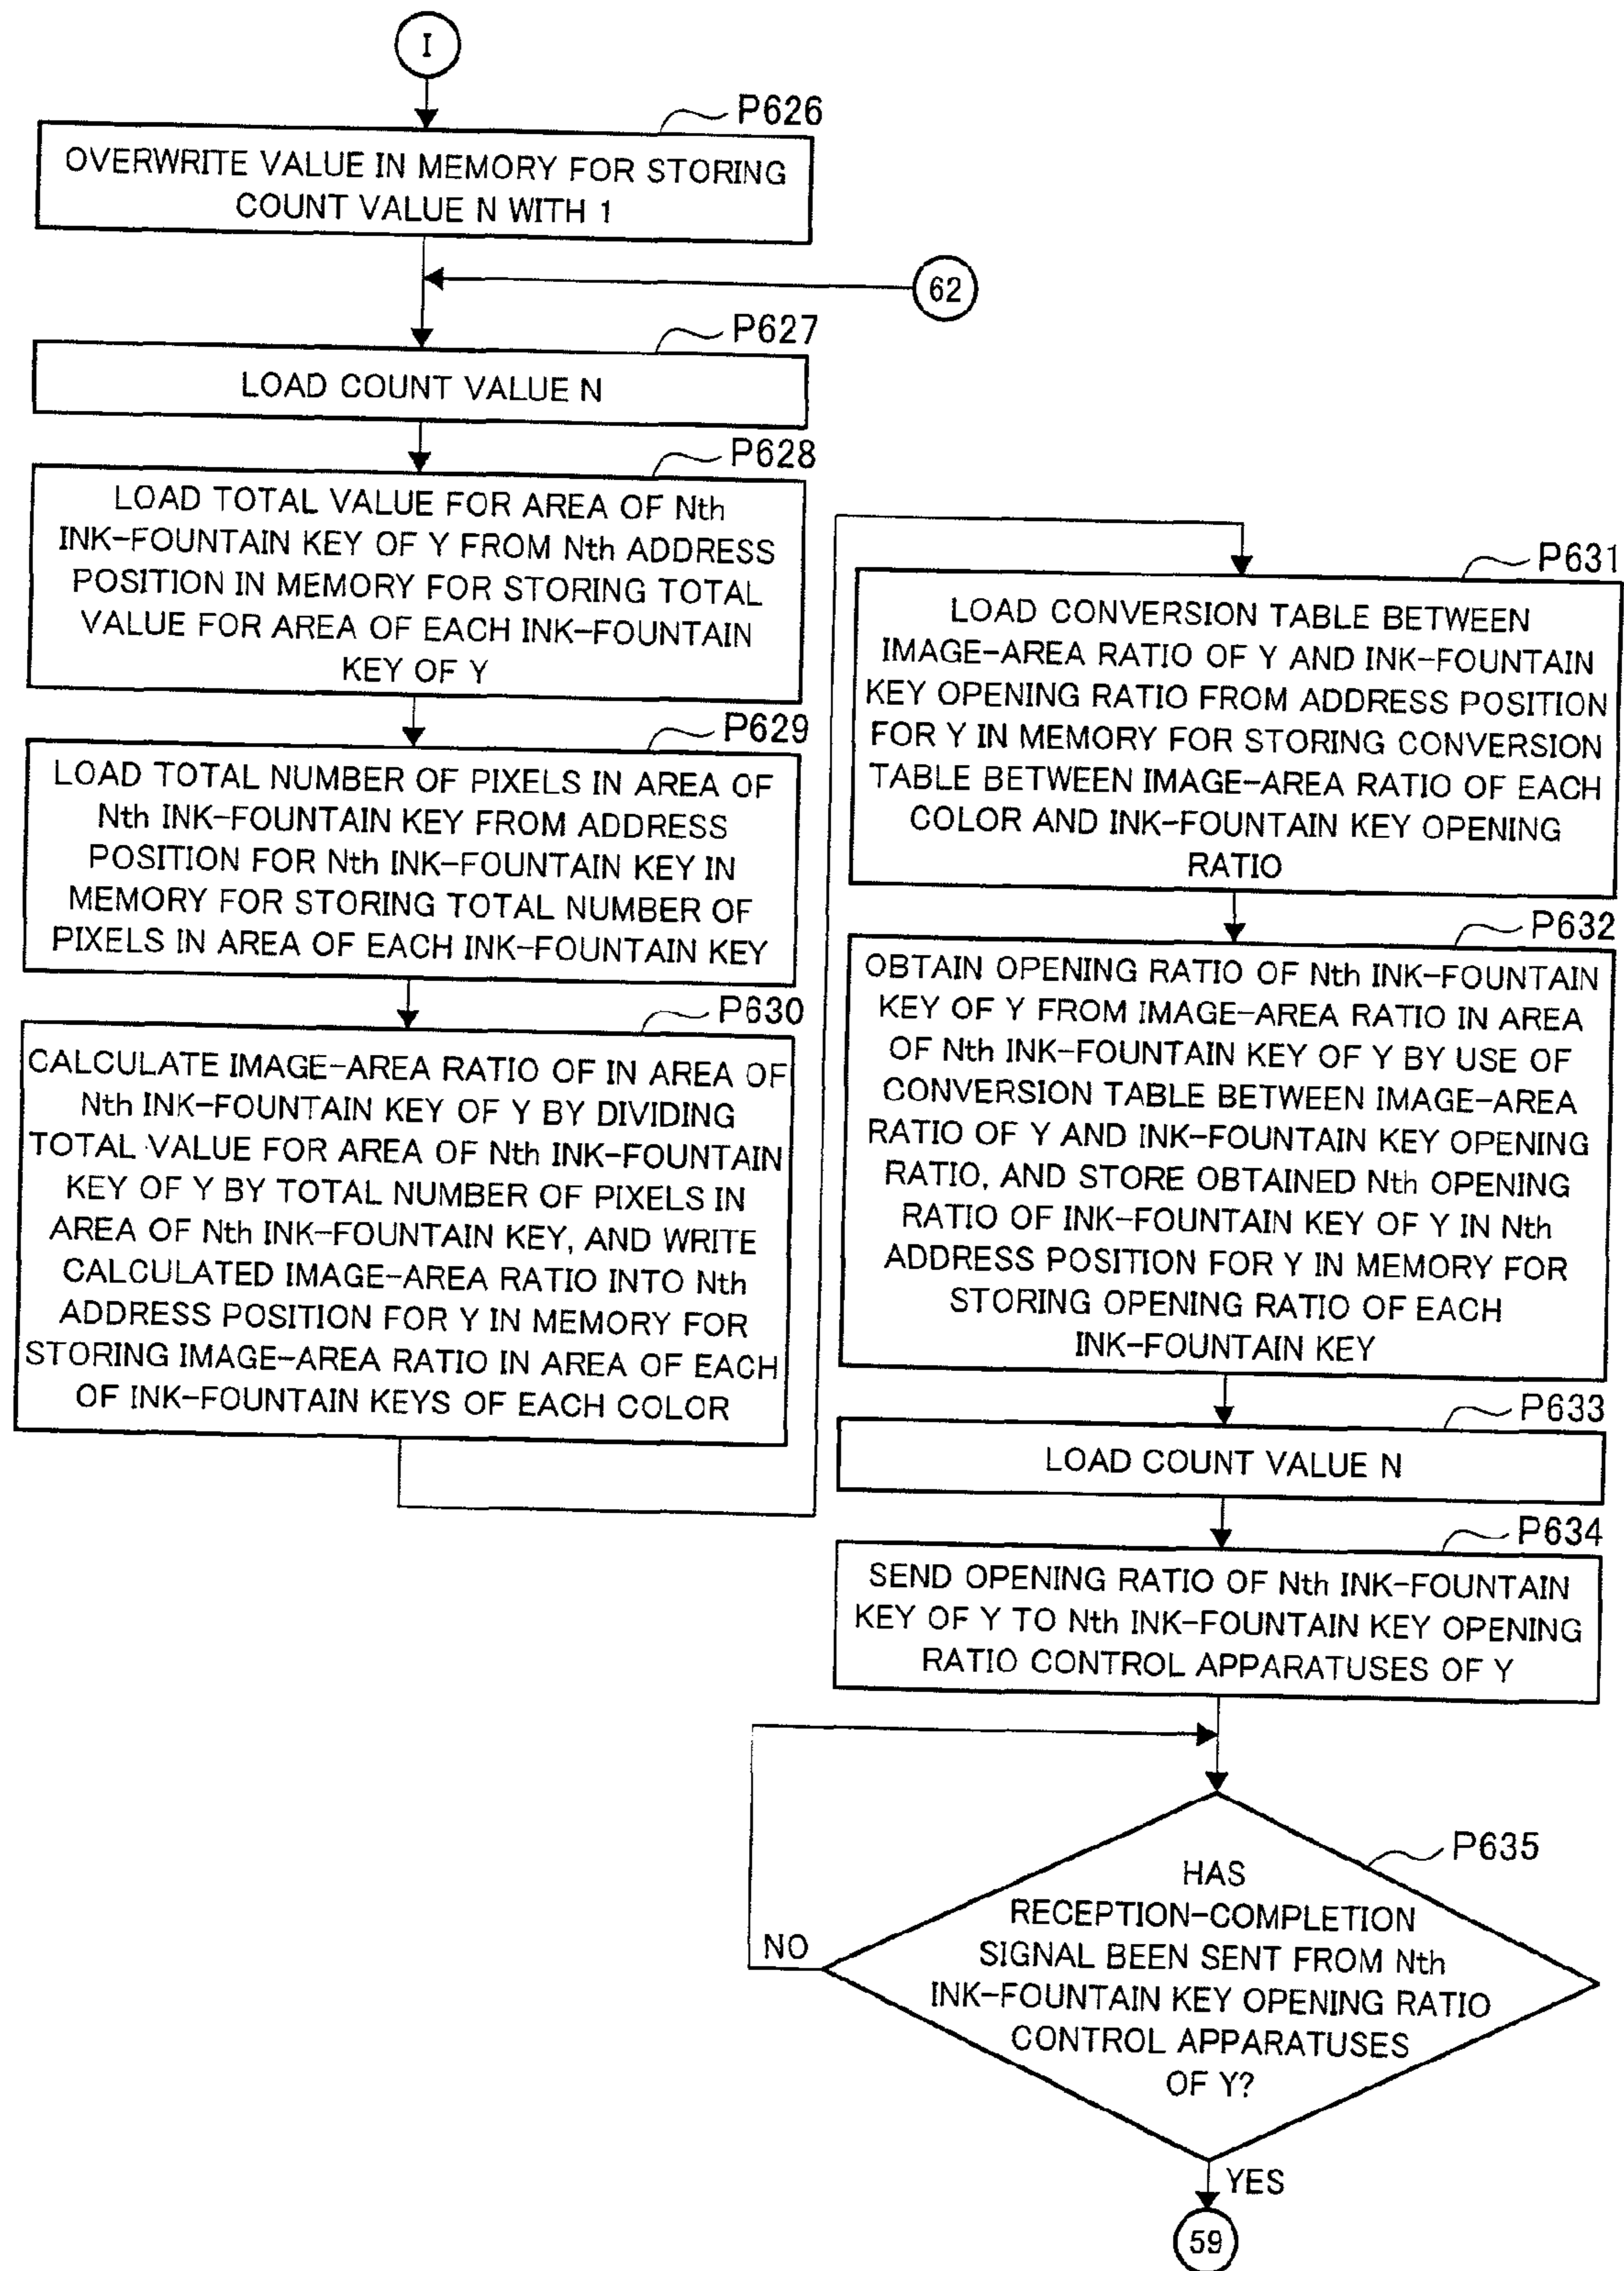 I
P626
OVERWRITE VALUE IN MEMORY FOR STORING
COUNT VALUE N WITH 1
62
P627
LOAD COUNT VALUE N
P628
LOAD TOTAL VALUE FOR AREA OF Nth
INK-FOUNTAIN KEY OF Y FROM Nth ADDRESS
POSITION IN MEMORY FOR STORING TOTAL
VALUE FOR AREA OF EACH INK-FOUNTAIN
KEY OF Y
P629
LOAD TOTAL NUMBER OF PIXELS IN AREA OF
Nth INK-FOUNTAIN KEY FROM ADDRESS
POSITION FOR Nth INK-FOUNTAIN KEY IN
MEMORY FOR STORING TOTAL NUMBER OF
PIXELS IN AREA OF EACH INK-FOUNTAIN KEY
P630
CALCULATE IMAGE-AREA RATIO OF IN AREA OF
Nth INK-FOUNTAIN KEY OF Y BY DIVIDING
TOTAL VALUE FOR AREA OF Nth INK-FOUNTAIN
KEY OF Y BY TOTAL NUMBER OF PIXELS IN
AREA OF Nth INK-FOUNTAIN KEY, AND WRITE
CALCULATED IMAGE-AREA RATIO INTO Nth
ADDRESS POSITION FOR Y IN MEMORY FOR
STORING IMAGE-AREA RATIO IN AREA OF EACH
OF INK-FOUNTAIN KEYS OF EACH COLOR
P631
LOAD CONVERSION TABLE BETWEEN
IMAGE-AREA RATIO OF Y AND INK-FOUNTAIN
KEY OPENING RATIO FROM ADDRESS POSITION
FOR Y IN MEMORY FOR STORING CONVERSION
TABLE BETWEEN IMAGE-AREA RATIO OF EACH
COLOR AND INK-FOUNTAIN KEY OPENING
RATIO
P632
OBTAIN OPENING RATIO OF Nth INK-FOUNTAIN
KEY OF Y FROM IMAGE-AREA RATIO IN AREA
OF Nth INK-FOUNTAIN KEY OF Y BY USE OF
CONVERSION TABLE BETWEEN IMAGE-AREA
RATIO OF Y AND INK-FOUNTAIN KEY OPENING
RATIO, AND STORE OBTAINED Nth OPENING
RATIO OF INK-FOUNTAIN KEY OF Y IN Nth
ADDRESS POSITION FOR Y IN MEMORY FOR
STORING OPENING RATIO OF EACH
INK-FOUNTAIN KEY
P633
LOAD COUNT VALUE N
P634
SEND OPENING RATIO OF Nth INK-FOUNTAIN
KEY OF Y TO Nth INK-FOUNTAIN KEY OPENING
RATIO CONTROL APPARATUSES OF Y
P635
HAS
RECEPTION-COMPLETION
SIGNAL BEEN SENT FROM Nth
INK-FOUNTAIN KEY OPENING RATIO
CONTROL APPARATUSES
OF Y?
NO
YES
59